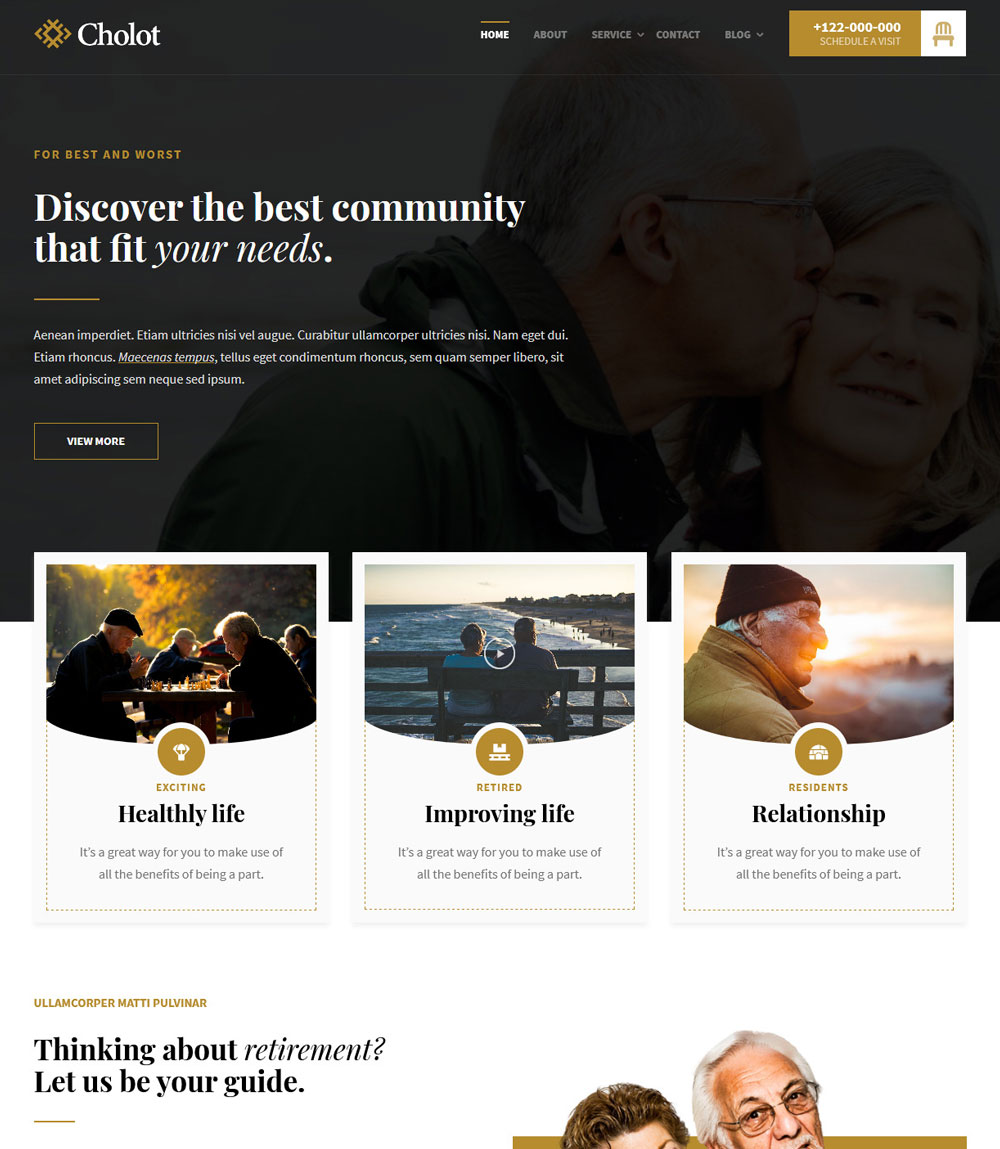 Cholot
HOME ABOUT SERVICE CONTACT BLOG
+122-000-000
SCHEDULE A VISIT
FOR BEST AND WORST
Discover the best community
that fit your needs.
Aenean imperdiet. Etiam ultricies nisi vel augue. Curabitur ullamcorper ultricies nisi. Nam eget dui.
Etiam rhoncus. Maecenas tempus, tellus eget condimentum rhoncus, sem quam semper libero, sit
amet adipiscing sem neque sed ipsum.
VIEW MORE
EXCITING
Healthly life
It's a great way for you to make use of
all the benefits of being a part.
RETIRED
Improving life
It's a great way for you to make use of
all the benefits of being a part.
RESIDENTS
Relationship
It's a great way for you to make use of
all the benefits of being a part.
ULLAMCORPER MATTI PULVINAR
Thinking about retirement?
Let us be your guide.